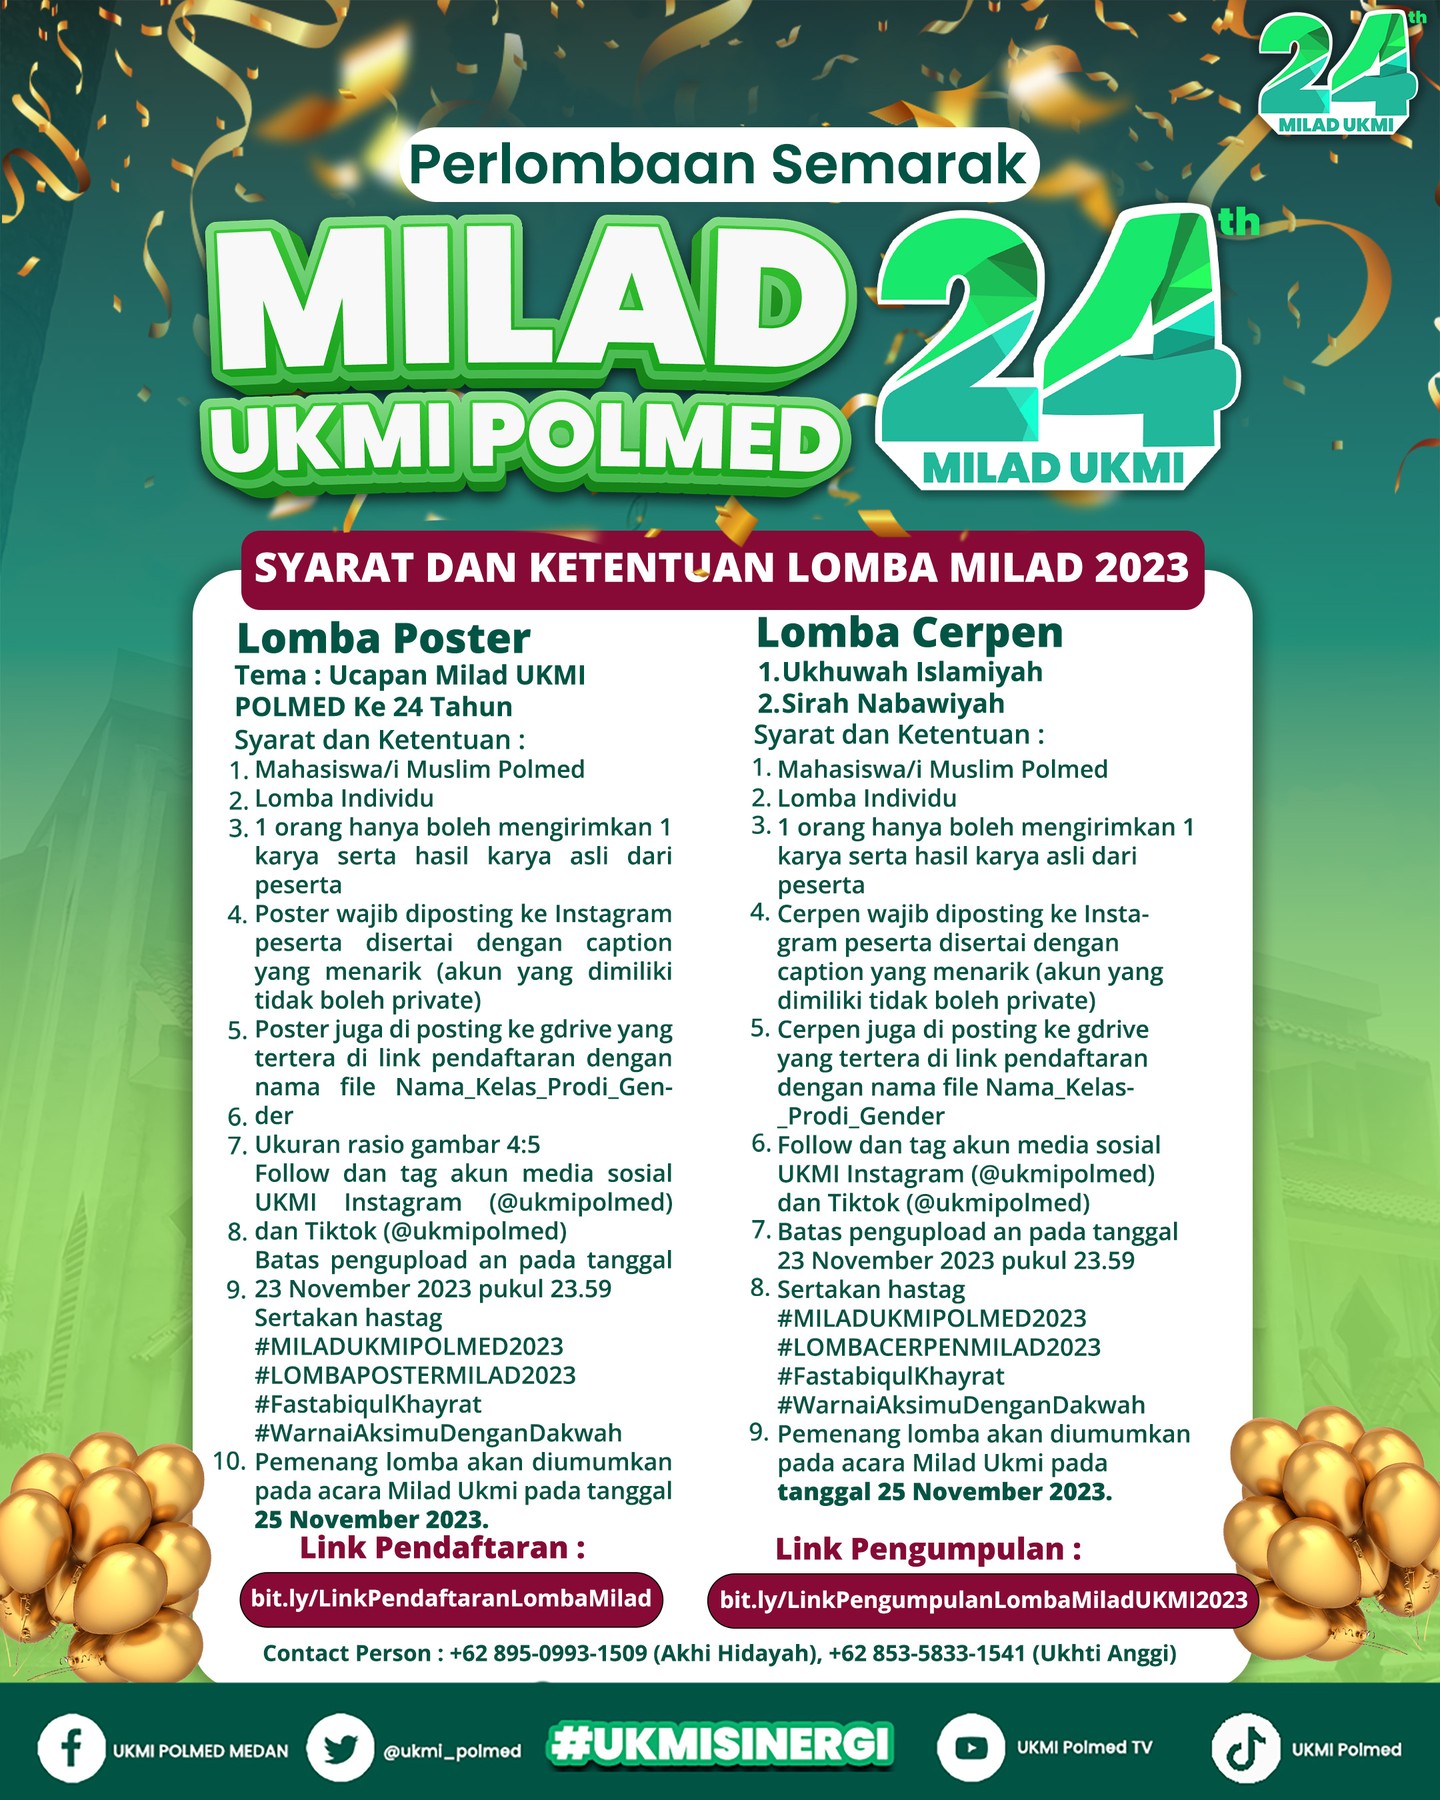 24th
MILAD UKMI
Perlombaan Semarak
MILAD
UKMI POLMED
24th
MILAD UKMI
SYARAT DAN KETENTUAN LOMBA MILAD 2023
Lomba Poster
Tema : Ucapan Milad UKMI
POLMED Ke 24 Tahun
Syarat dan Ketentuan :
1. Mahasiswa/i Muslim Polmed
2. Lomba Individu
3. 1 orang hanya boleh mengirimkan 1
karya serta hasil karya asli dari
peserta
4. Poster wajib diposting ke Instagram
peserta disertai dengan caption
yang menarik (akun yang dimiliki
tidak boleh private)
5. Poster juga di posting ke gdrive yang
tertera di link pendaftaran dengan
nama file Nama_Kelas_Prodi_Gen-
6. der
7. Ukuran rasio gambar 4:5
Follow dan tag akun media sosial
UKMI Instagram (@ukmipolmed)
8. dan Tiktok (@ukmipolmed)
Batas pengupload an pada tanggal
9. 23 November 2023 pukul 23.59
Sertakan hastag
#MILADUKMIPOLMED2023
#LOMBAPOSTERMILAD2023
#FastabiqulKhayrat
#WarnaiAksimuDenganDakwah
10. Pemenang lomba akan diumumkan
pada acara Milad Ukmi pada tanggal
25 November 2023.
Link Pendaftaran :
bit.ly/LinkPendaftaranLombaMilad
Lomba Cerpen
1.Ukhuwah Islamiyah
2.Sirah Nabawiyah
Syarat dan Ketentuan :
1. Mahasiswa/i Muslim Polmed
2. Lomba Individu
3. 1 orang hanya boleh mengirimkan 1
karya serta hasil karya asli dari
peserta
4. Cerpen wajib diposting ke Insta-
gram peserta disertai dengan
caption yang menarik (akun yang
dimiliki tidak boleh private)
5. Cerpen juga di posting ke gdrive
yang tertera di link pendaftaran
dengan nama file Nama_Kelas-
_Prodi_Gender
6. Follow dan tag akun media sosial
UKMI Instagram (@ukmipolmed)
dan Tiktok (@ukmipolmed)
7. Batas pengupload an pada tanggal
23 November 2023 pukul 23.59
8. Sertakan hastag
#MILADUKMIPOLMED2023
#LOMBACERPENMILAD2023
#FastabiqulKhayrat
#WarnaiAksimuDenganDakwah
9. Pemenang lomba akan diumumkan
pada acara Milad Ukmi pada
tanggal 25 November 2023.
Link Pengumpulan :
bit.ly/LinkPengumpulanLombaMiladUKMI2023
Contact Person : +62 895-0993-1509 (Akhi Hidayah), +62 853-5833-1541 (Ukhti Anggi)
UKMI POLMED MEDAN
@ukmi_polmed
#UKMISINERGI
UKMI Polmed TV
UKMI Polmed